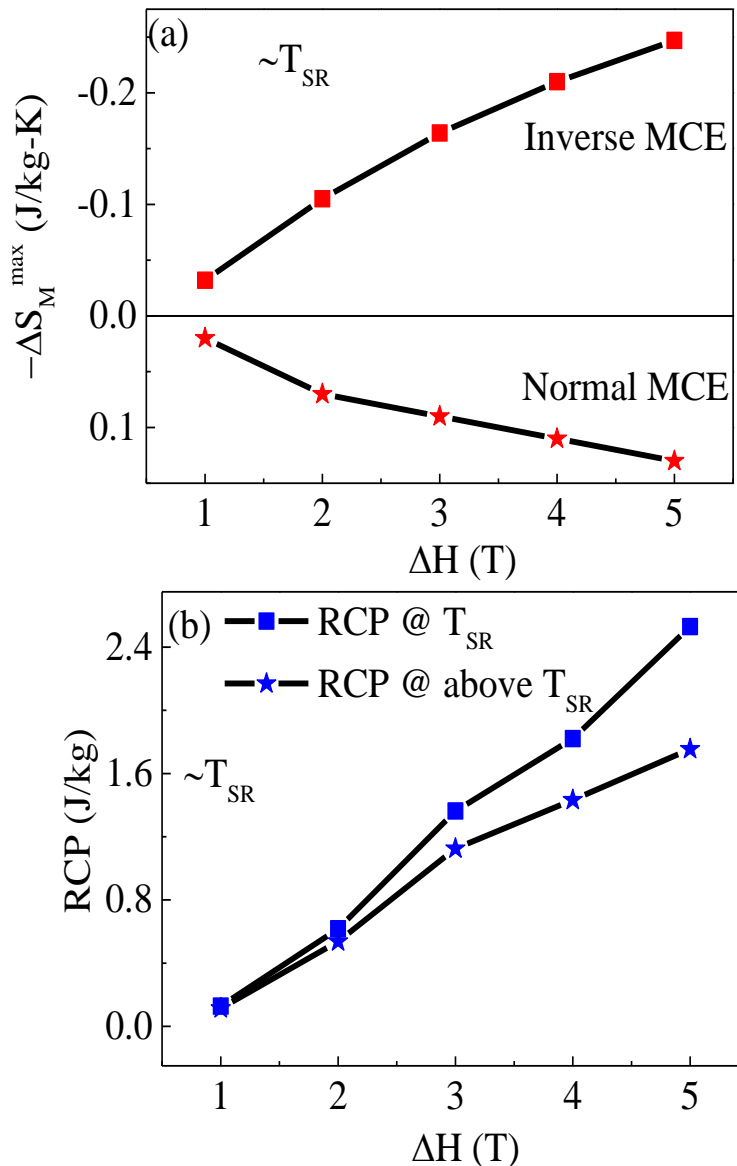 (a)
~T_SR
-0.2
Inverse MCE
-0.1
0.0
Normal MCE
0.1
−ΔS_M^max (J/kg-K)
1 2 3 4 5
ΔH (T)
(b)
RCP @ T_SR
RCP @ above T_SR
2.4
~T_SR
1.6
0.8
0.0
RCP (J/kg)
1 2 3 4 5
ΔH (T)